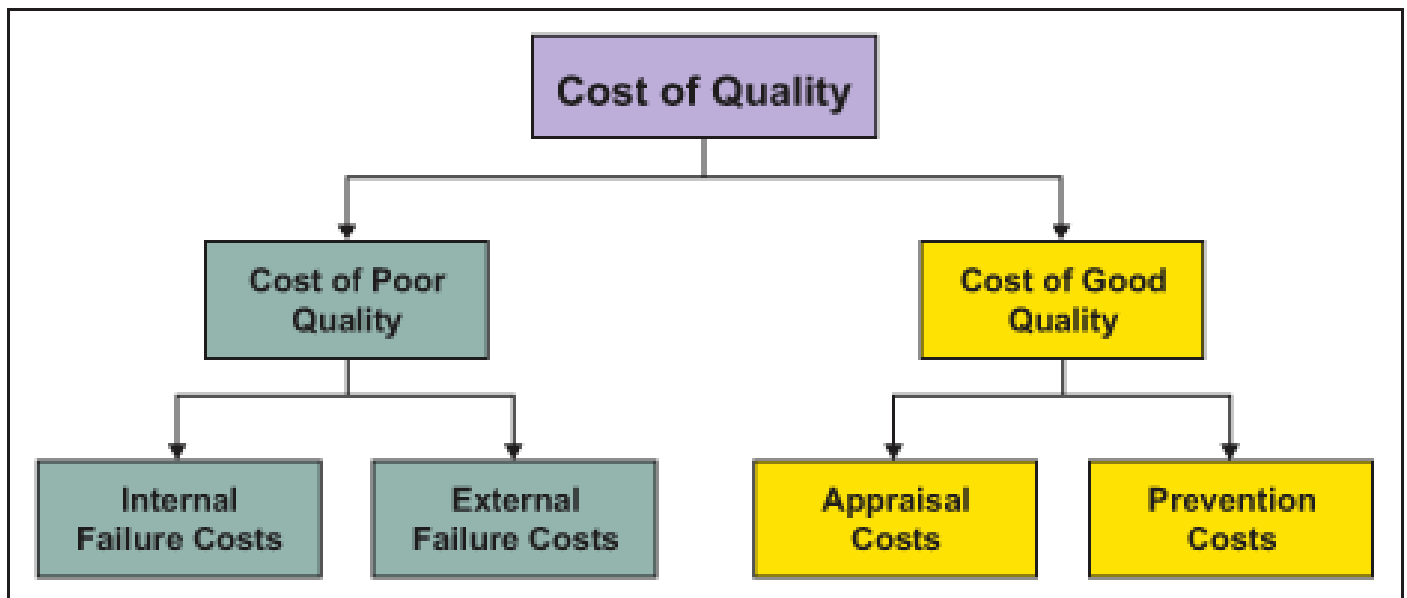 Cost of Quality
Cost of Poor
Quality
Cost of Good
Quality
Internal
Failure Costs
External
Failure Costs
Appraisal
Costs
Prevention
Costs